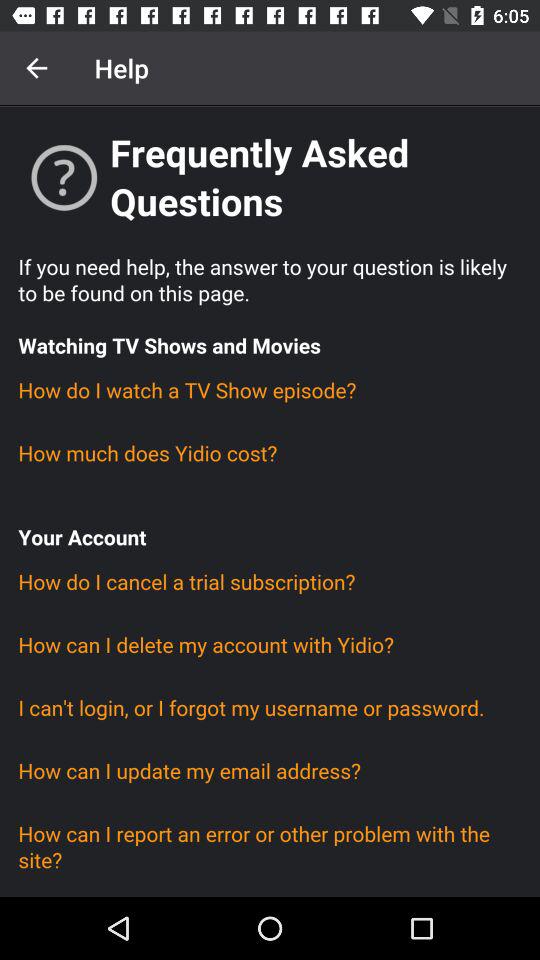 6:05
Help
Frequently Asked
Questions
If you need help, the answer to your question is likely
to be found on this page.
Watching TV Shows and Movies
How do I watch a TV Show episode?
How much does Yidio cost?
Your Account
How do I cancel a trial subscription?
How can I delete my account with Yidio?
I can't login, or I forgot my username or password.
How can I update my email address?
How can I report an error or other problem with the
site?